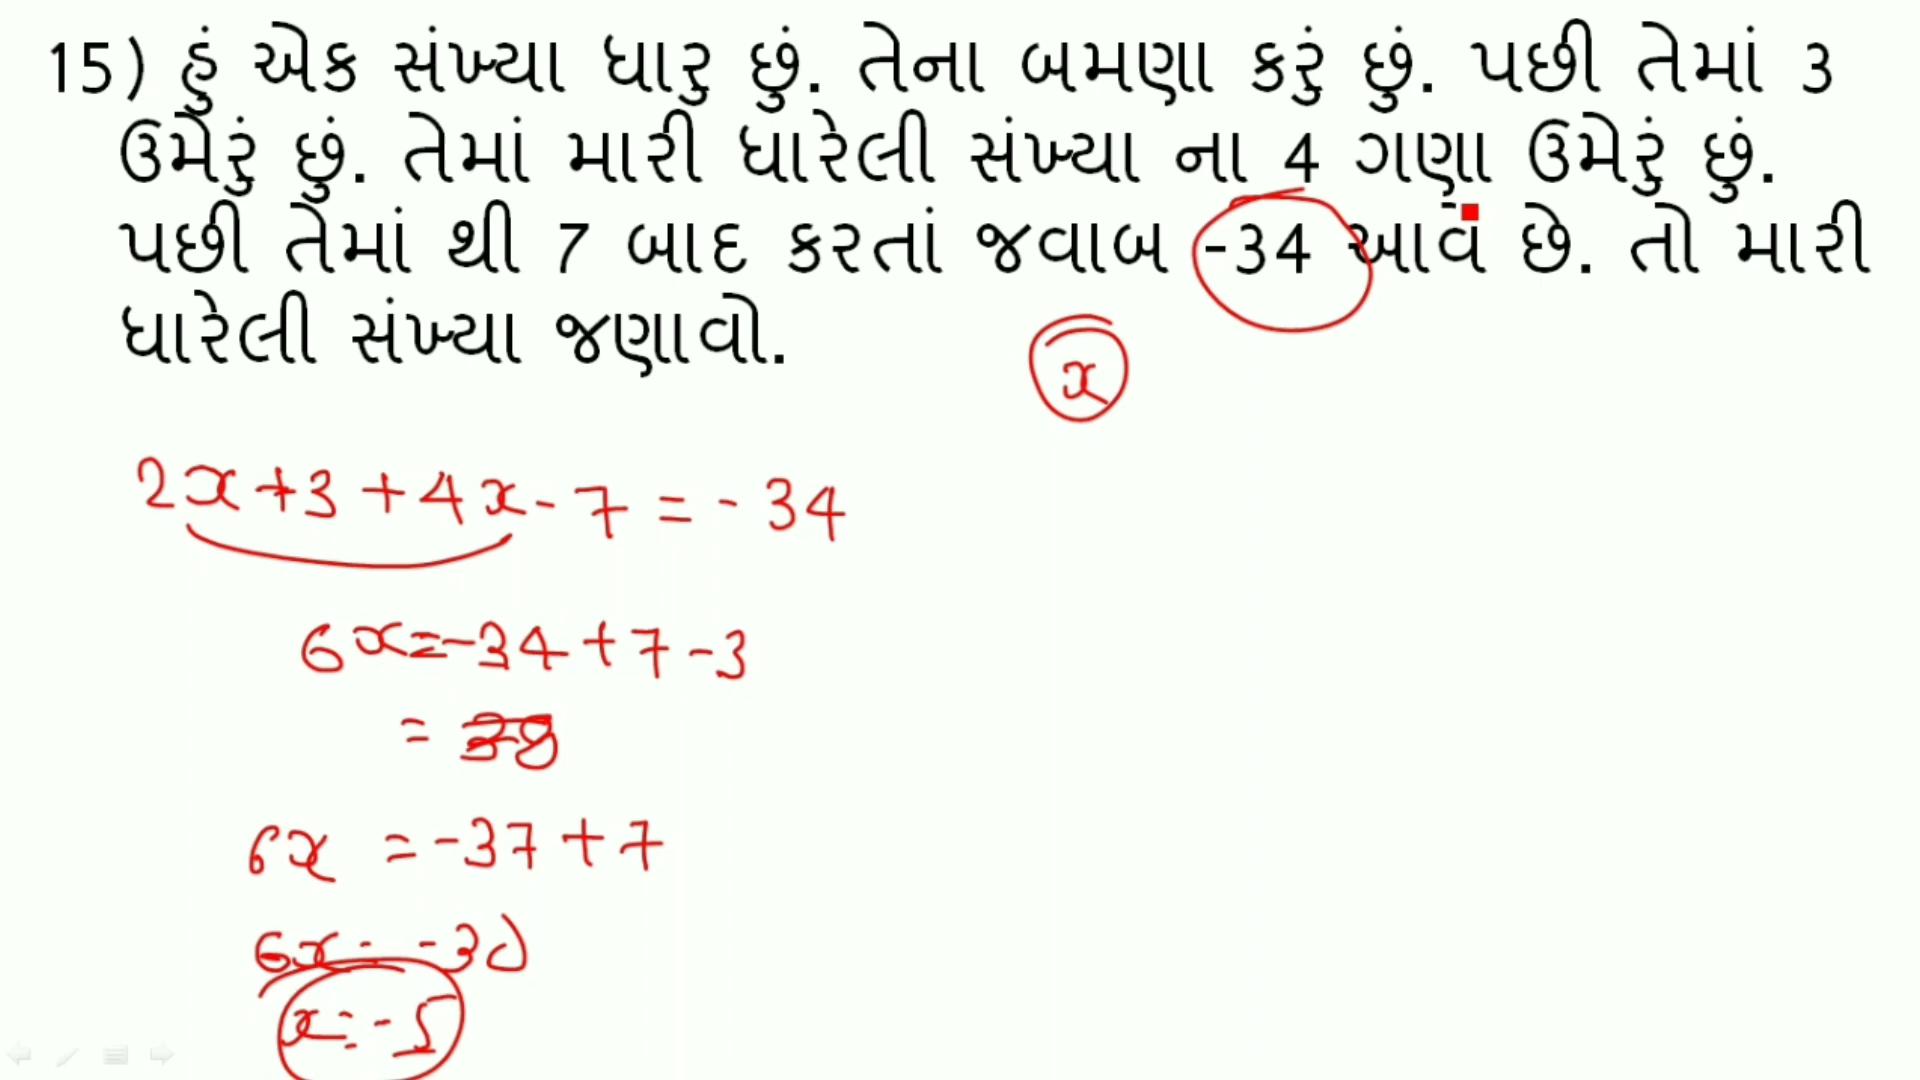 15) હું એક સંખ્યા ધારુ છું. તેના બમણા કરું છું. પછી તેમાં 3
ઉમેરું છું. તેમાં મારી ધારેલી સંખ્યા ના 4 ગણા ઉમેરું છું.
પછી તેમાં થી 7 બાદ કરતાં જવાબ -34 આવે છે. તો મારી
ધારેલી સંખ્યા જણાવો.
x
2x+3+4x-7=-34
6x=-34+7-3
=
6x =-37+7
6x= -30
x=-5